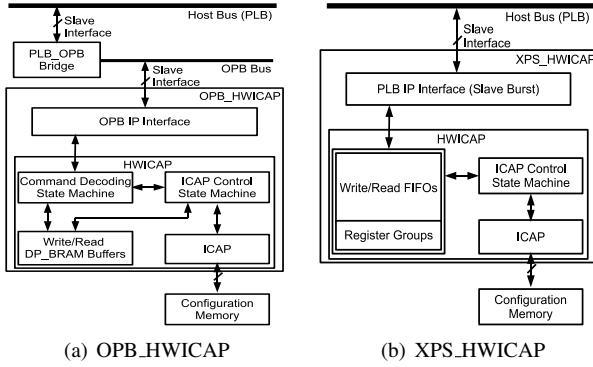 Host Bus (PLB)
Slave
Interface
PLB_OPB
Bridge
Slave
Interface
OPB Bus
OPB_HWICAP
OPB IP Interface
HWICAP
Command Decoding
State Machine
ICAP Control
State Machine
Write/Read
DP_BRAM Buffers
ICAP
Configuration
Memory
(a) OPB_HWICAP
Host Bus (PLB)
Slave
Interface
XPS_HWICAP
PLB IP Interface (Slave Burst)
HWICAP
Write/Read FIFOs
Register Groups
ICAP Control
State Machine
ICAP
Configuration
Memory
(b) XPS_HWICAP